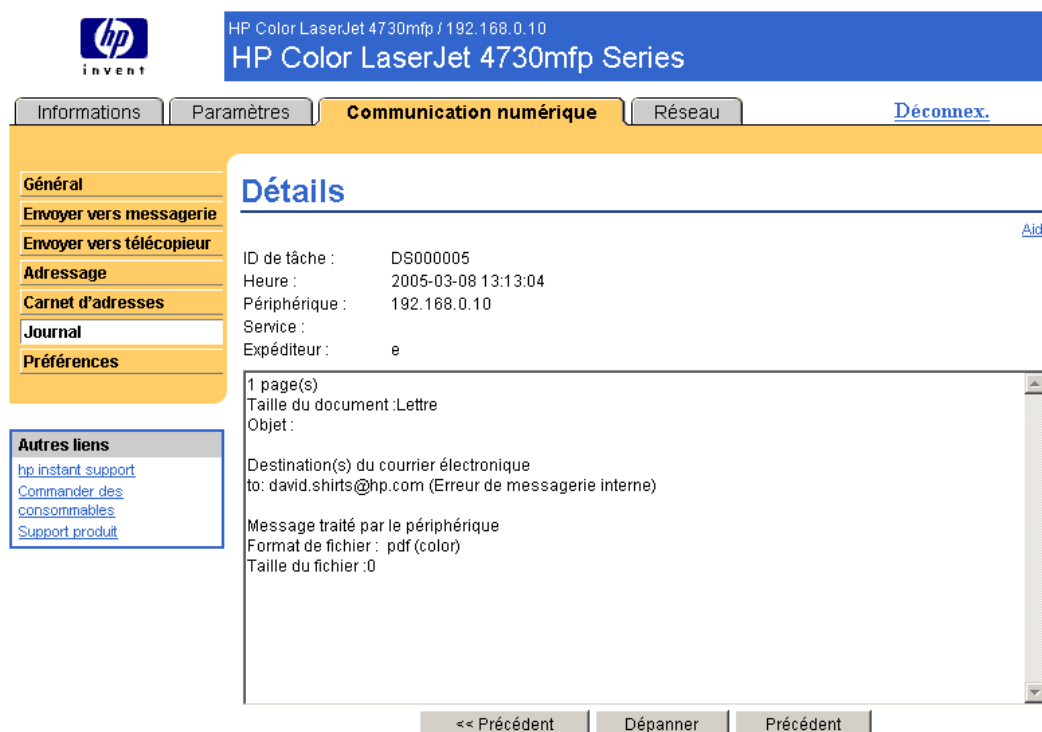 hp
invent
HP Color LaserJet 4730mfp / 192.168.0.10
HP Color LaserJet 4730mfp Series
Informations Paramètres Communication numérique Réseau Déconnex.
Général
Envoyer vers messagerie
Envoyer vers télécopieur
Adressage
Carnet d'adresses
Journal
Préférences
Autres liens
hp instant support
Commander des
consommables
Support produit
Détails
Aid
ID de tâche : DS000005
Heure : 2005-03-08 13:13:04
Périphérique : 192.168.0.10
Service :
Expéditeur : e
1 page(s)
Taille du document :Lettre
Objet :
Destination(s) du courrier électronique
to: david.shirts@hp.com (Erreur de messagerie interne)
Message traité par le périphérique
Format de fichier : pdf (color)
Taille du fichier :0
<< Précédent Dépanner Précédent